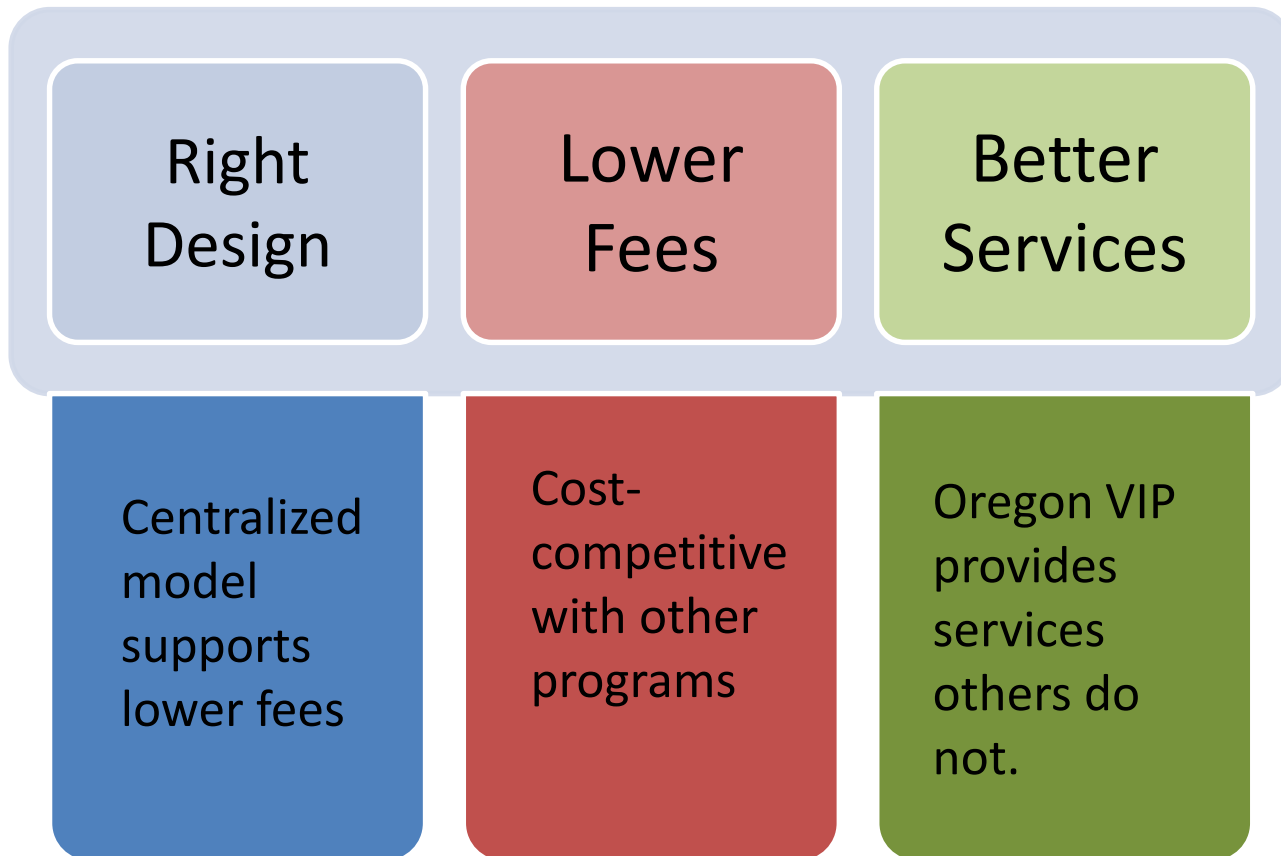 Right
Design
Lower
Fees
Better
Services
Centralized
model
supports
lower fees
Cost-
competitive
with other
programs
Oregon VIP
provides
services
others do
not.